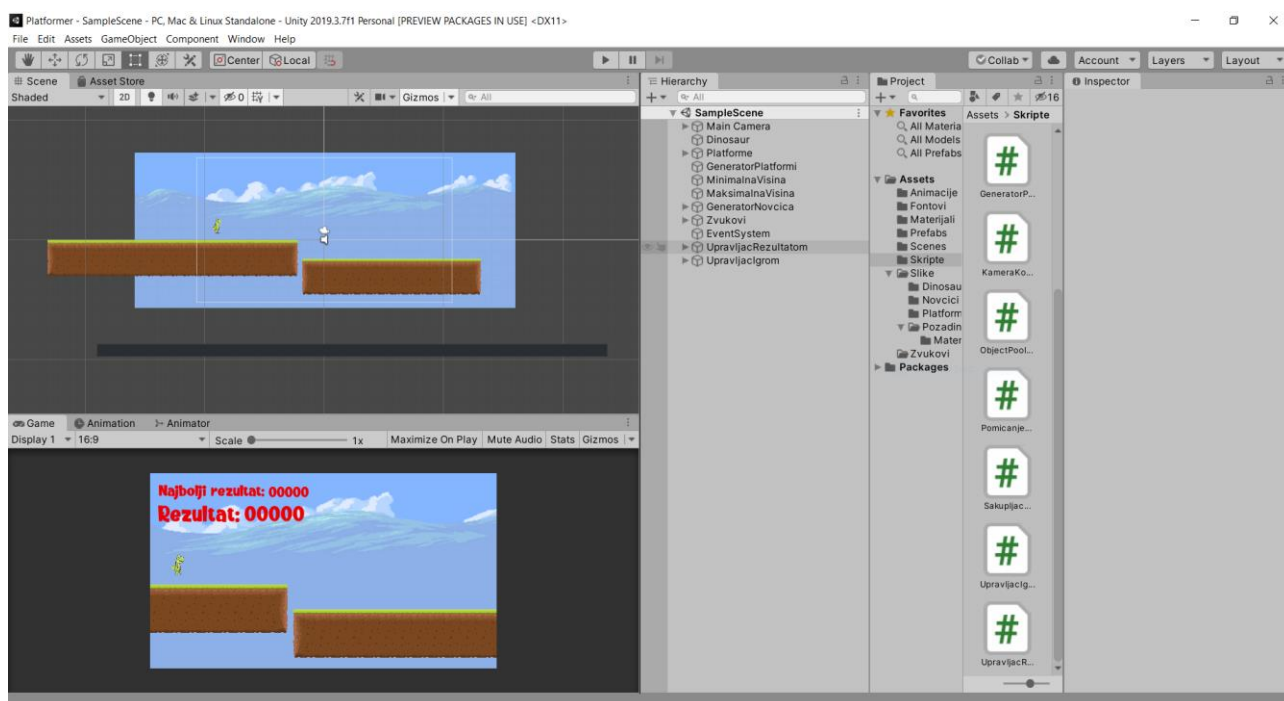 Platformer - SampleScene - PC, Mac & Linux Standalone - Unity 2019.3.7f1 Personal [PREVIEW PACKAGES IN USE] <DX11>
File Edit Assets GameObject Component Window Help
Center Local Collab Account Layers Layout
Scene Asset Store
Shaded 2D 0 Gizmos All
Hierarchy
All
SampleScene
Main Camera
Dinosaur
Platforme
GeneratorPlatformi
MinimalnaVisina
MaksimalnaVisina
GeneratorNovcica
Zvukovi
EventSystem
UpravljacRezultatom
UpravljacIgrom
Project
16
Favorites
All Materia
All Models
All Prefabs
Assets
Animacije
Fontovi
Materijali
Prefabs
Scenes
Skripte
Slike
Dinosau
Novcici
Platform
Pozadin
Mater
Zvukovi
Packages
Assets > Skripte
GeneratorP...
KameraKo...
ObjectPool...
Pomicanje...
Sakupljac...
UpravljacIg...
UpravljacR...
Inspector
Game Animation Animator
Display 1 16:9 Scale 1x Maximize On Play Mute Audio Stats Gizmos
Najbolji rezultat: 00000
Rezultat: 00000